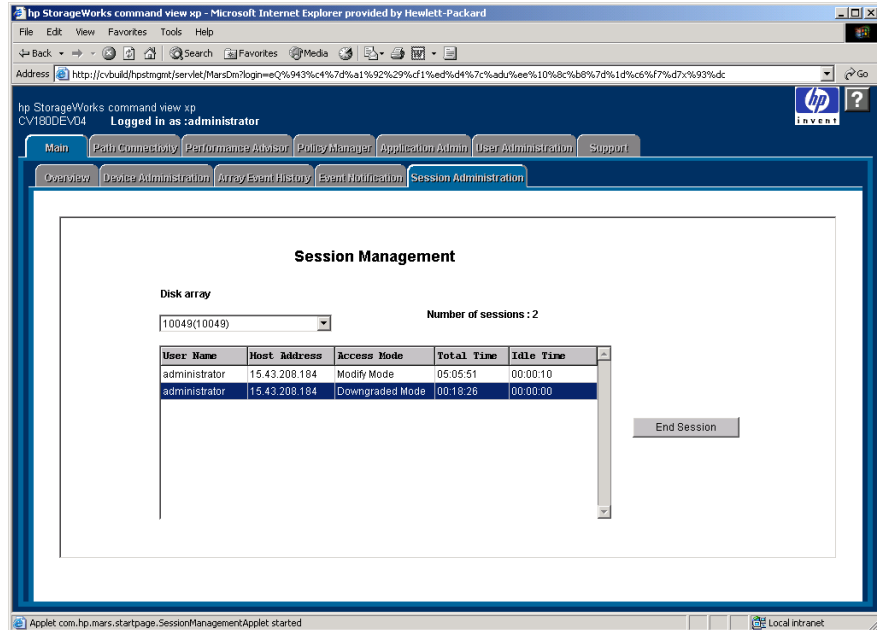 hp StorageWorks command view xp - Microsoft Internet Explorer provided by Hewlett-Packard
File Edit View Favorites Tools Help
Back Search Favorites Media
Address http://cvbuild/hpstmgmt/servlet/MarsDm?login=eQ%943%c4%7d%a1%92%29%cf1%ed%d4%7c%adu%ee%10%8c%b8%7d%1d%c6%f7%d7x%93%dc Go
hp StorageWorks command view xp
CV180DEV04 Logged in as :administrator
hp
invent
?
Main Path Connectivity Performance Advisor Policy Manager Application Admin User Administration Support
Overview Device Administration Array Event History Event Notification Session Administration
Session Management
Disk array
Number of sessions : 2
10049(10049)
User Name Host Address Access Mode Total Time Idle Time
administrator 15.43.208.184 Modify Mode 05:05:51 00:00:10
administrator 15.43.208.184 Downgraded Mode 00:18:26 00:00:00
End Session
Applet com.hp.mars.startpage.SessionManagementApplet started Local intranet